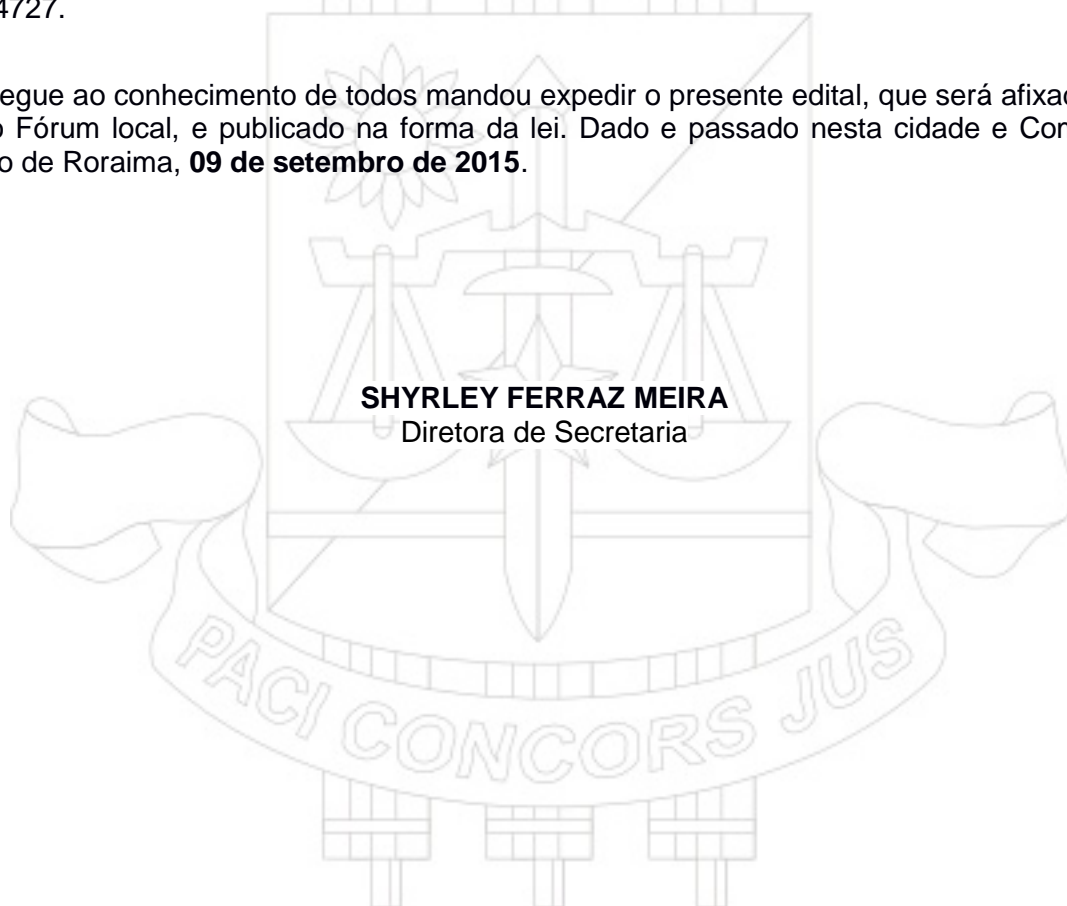 4727.
egue ao conhecimento de todos mandou expedir o presente edital, que será afixa
o Fórum local, e publicado na forma da lei. Dado e passado nesta cidade e Co
o de Roraima, 09 de setembro de 2015.
SHYRLEY FERRAZ MEIRA
Diretora de Secretaria
PACI CONCORS JUS